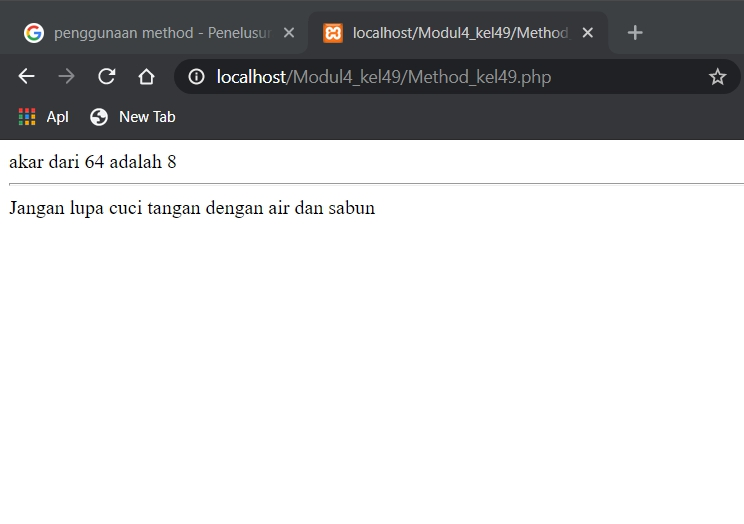 penggunaan method - Penelusur
localhost/Modul4_kel49/Method_
localhost/Modul4_kel49/Method_kel49.php
Apl
New Tab
akar dari 64 adalah 8
Jangan lupa cuci tangan dengan air dan sabun